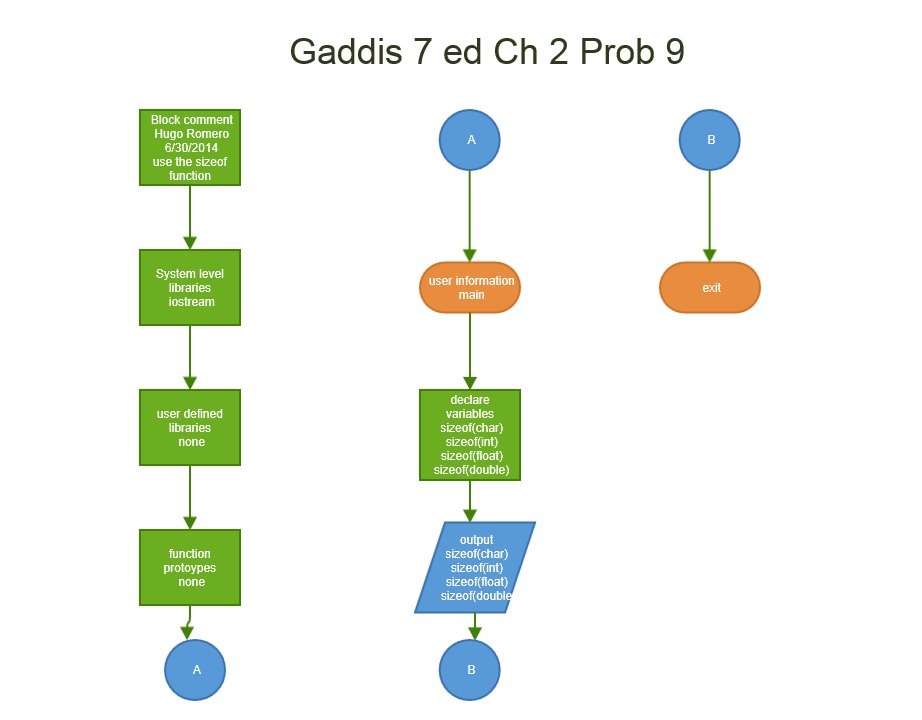 Gaddis 7 ed Ch 2 Prob 9
Block comment
Hugo Romero
6/30/2014
use the sizeof
function
System level
libraries
iostream
user defined
libraries
none
function
protoypes
none
A
A
user information
main
declare
variables
sizeof(char)
sizeof(int)
sizeof(float)
sizeof(double)
output
sizeof(char)
sizeof(int)
sizeof(float)
sizeof(double
B
B
exit